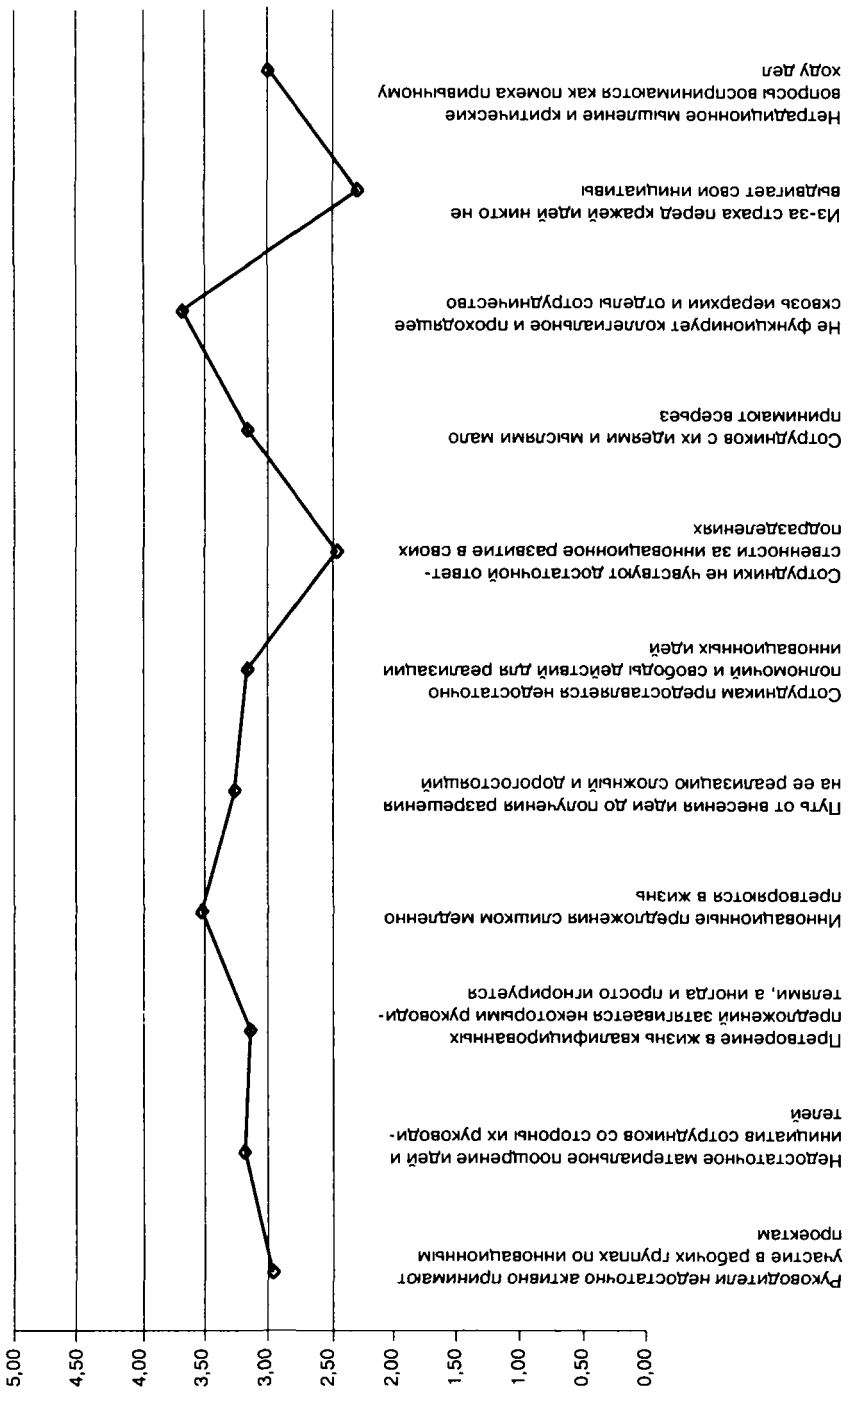 Руководители недостаточно активно принимают
участие в рабочих группах по инновационным
проектам
Недостаточное материальное поощрение идей и
инициатив сотрудников со стороны их руководи-
телей
Претворение в жизнь квалифицированных
предложений затягивается некоторыми руководи-
телями, а иногда и просто игнорируется
Инновационные предложения слишком медленно
претворяются в жизнь
Путь от внесения идеи до получения разрешения
на ее реализацию сложный и дорогостоящий
Сотрудникам предоставляется недостаточно
полномочий и свободы действий для реализации
инновационных идей
Сотрудники не чувствуют достаточной ответ-
ственности за инновационное развитие в своих
подразделениях
Сотрудников с их идеями и мыслями мало
принимают всерьез
Не функционирует коллегиальное и проходящее
сквозь иерархии и отделы сотрудничество
Из-за страха перед кражей идей никто не
выдвигает свои инициативы
Нетрадиционное мышление и критические
вопросы воспринимаются как помеха привычному
ходу дел
5,00
4,50
4,00
3,50
3,00
2,50
2,00
1,50
1,00
0,50
0,00